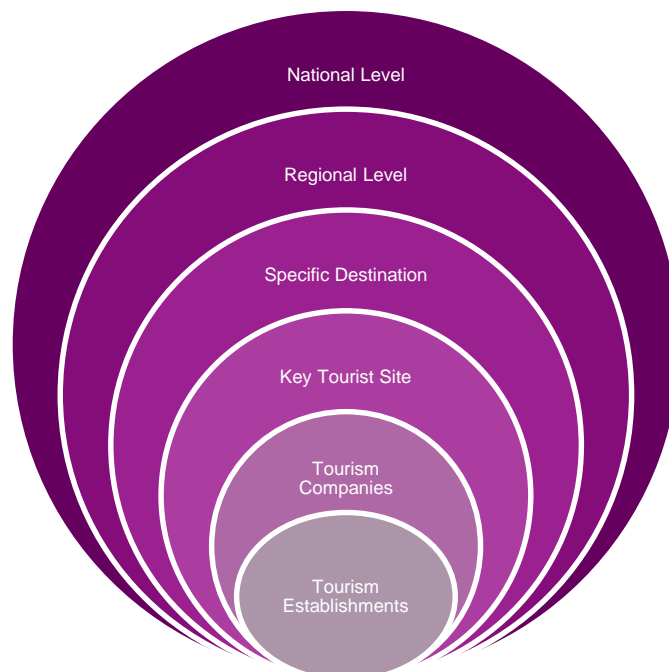 National Level
Regional Level
Specific Destination
Key Tourist Site
Tourism
Companies
Tourism
Establishments